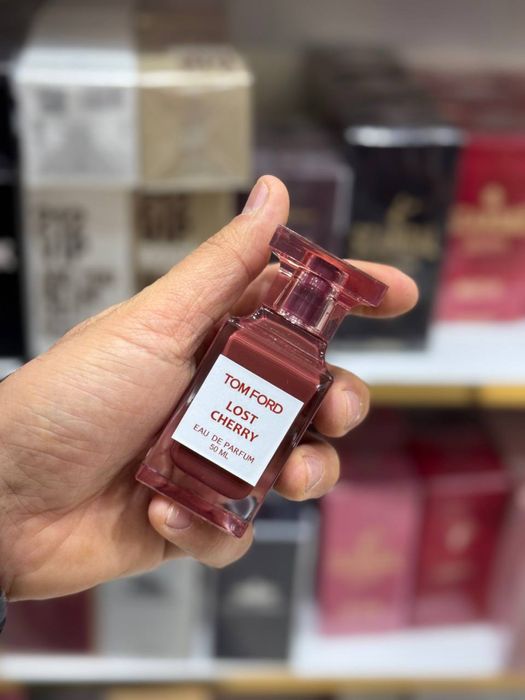 TOM FORD
LOST
CHERRY
EAU DE PARFUM
50 ML